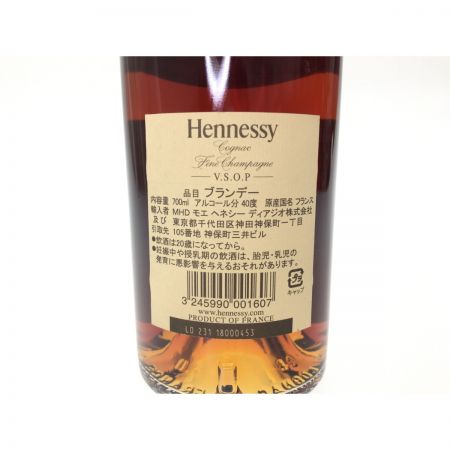 Hennessy
Cognac
Fine Champagne
V.S.O.P
品目 ブランデー
内容量 700ml アルコール分 40度 原産国名 フランス
輸入者 MHD モエ ヘネシー ディアジオ株式会社
及び 東京都千代田区神田神保町一丁目
引取先 105番地 神保町三井ビル
●飲酒は20歳になってから。
●妊娠中や授乳期の飲酒は、胎児・乳児の
発育に悪影響を与えるおそれがあります。
キャップ
3 245990 001607
www.hennessy.com
PRODUCT OF FRANCE
LO 231 18000453